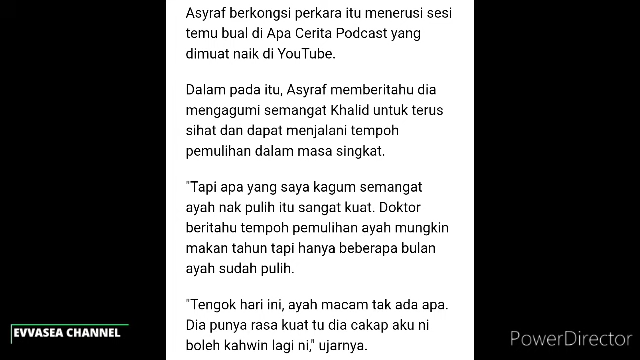 Asyraf berkongsi perkara itu menerusi sesi
temu bual di Apa Cerita Podcast yang
dimuat naik di YouTube.
Dalam pada itu, Asyraf memberitahu dia
mengagumi semangat Khalid untuk terus
sihat dan dapat menjalani tempoh
pemulihan dalam masa singkat.
"Tapi apa yang saya kagum semangat
ayah nak pulih itu sangat kuat. Doktor
beritahu tempoh pemulihan ayah mungkin
makan tahun tapi hanya beberapa bulan
ayah sudah pulih.
"Tengok hari ini, ayah macam tak ada apa.
Dia punya rasa kuat tu dia cakap aku ni
boleh kahwin lagi ni," ujarnya.
EVVASEA CHANNEL
PowerDirector